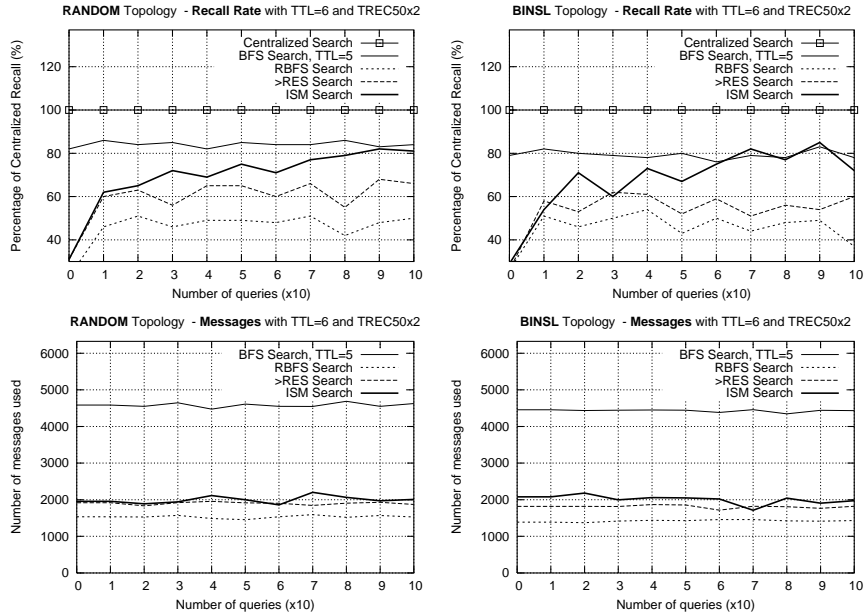 RANDOM Topology - Recall Rate with TTL=6 and TREC50x2
Percentage of Centralized Recall (%)
120
100
80
60
40
Centralized Search
BFS Search, TTL=5
RBFS Search
>RES Search
ISM Search
0 1 2 3 4 5 6 7 8 9 10
Number of queries (x10)
BINSL Topology - Recall Rate with TTL=6 and TREC50x2
Percentage of Centralized Recall (%)
120
100
80
60
40
Centralized Search
BFS Search, TTL=5
RBFS Search
>RES Search
ISM Search
0 1 2 3 4 5 6 7 8 9 10
Number of queries (x10)
RANDOM Topology - Messages with TTL=6 and TREC50x2
Number of messages used
6000
5000
4000
3000
2000
1000
0
BFS Search, TTL=5
RBFS Search
>RES Search
ISM Search
0 1 2 3 4 5 6 7 8 9 10
Number of queries (x10)
BINSL Topology - Messages with TTL=6 and TREC50x2
Number of messages used
6000
5000
4000
3000
2000
1000
0
BFS Search, TTL=5
RBFS Search
>RES Search
ISM Search
0 1 2 3 4 5 6 7 8 9 10
Number of queries (x10)